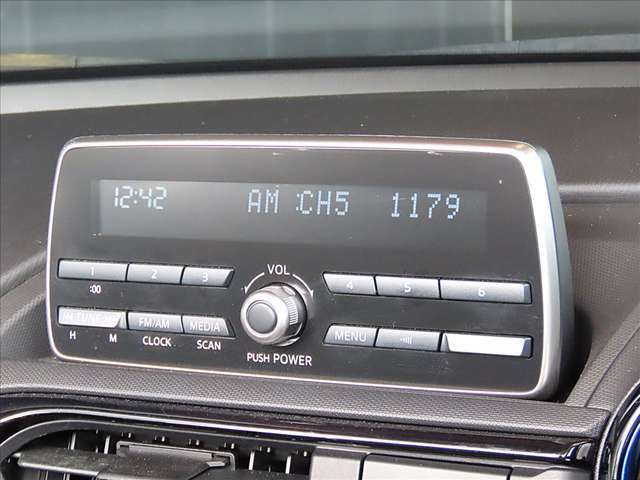 12:42 AM :CH5 1179
1 2 3 VOL 4 5 6
:00
TUNE FM/AM MEDIA MENU
H M CLOCK SCAN PUSH POWER